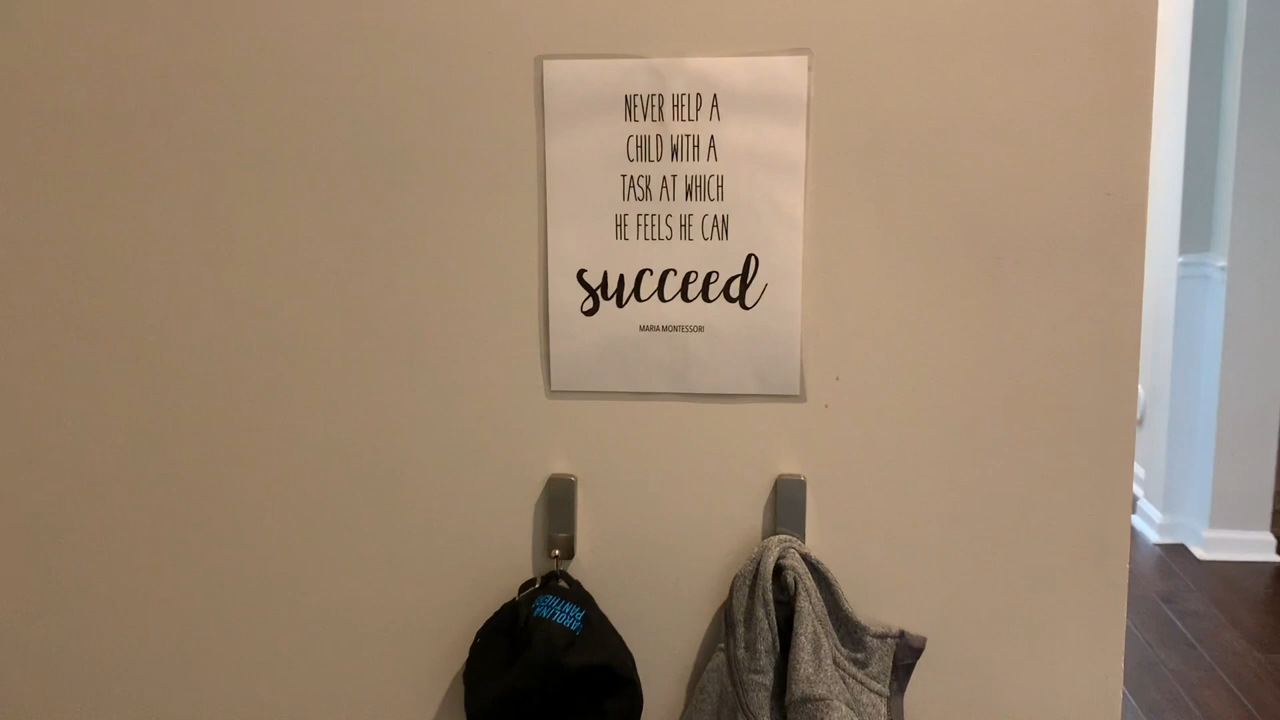 NEVER HELP A
CHILD WITH A
TASK AT WHICH
HE FEELS HE CAN
succeed
MARIA MONTESSORI
CAROLINA
PANTHERS